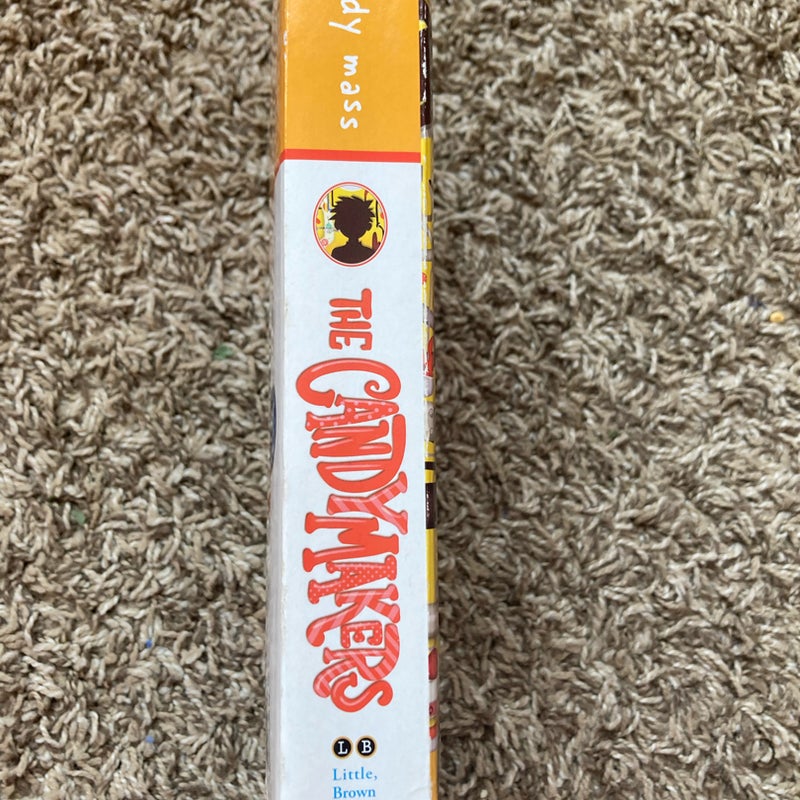 dy mass
THE
CANDYMAKERS
L B
Little,
Brown